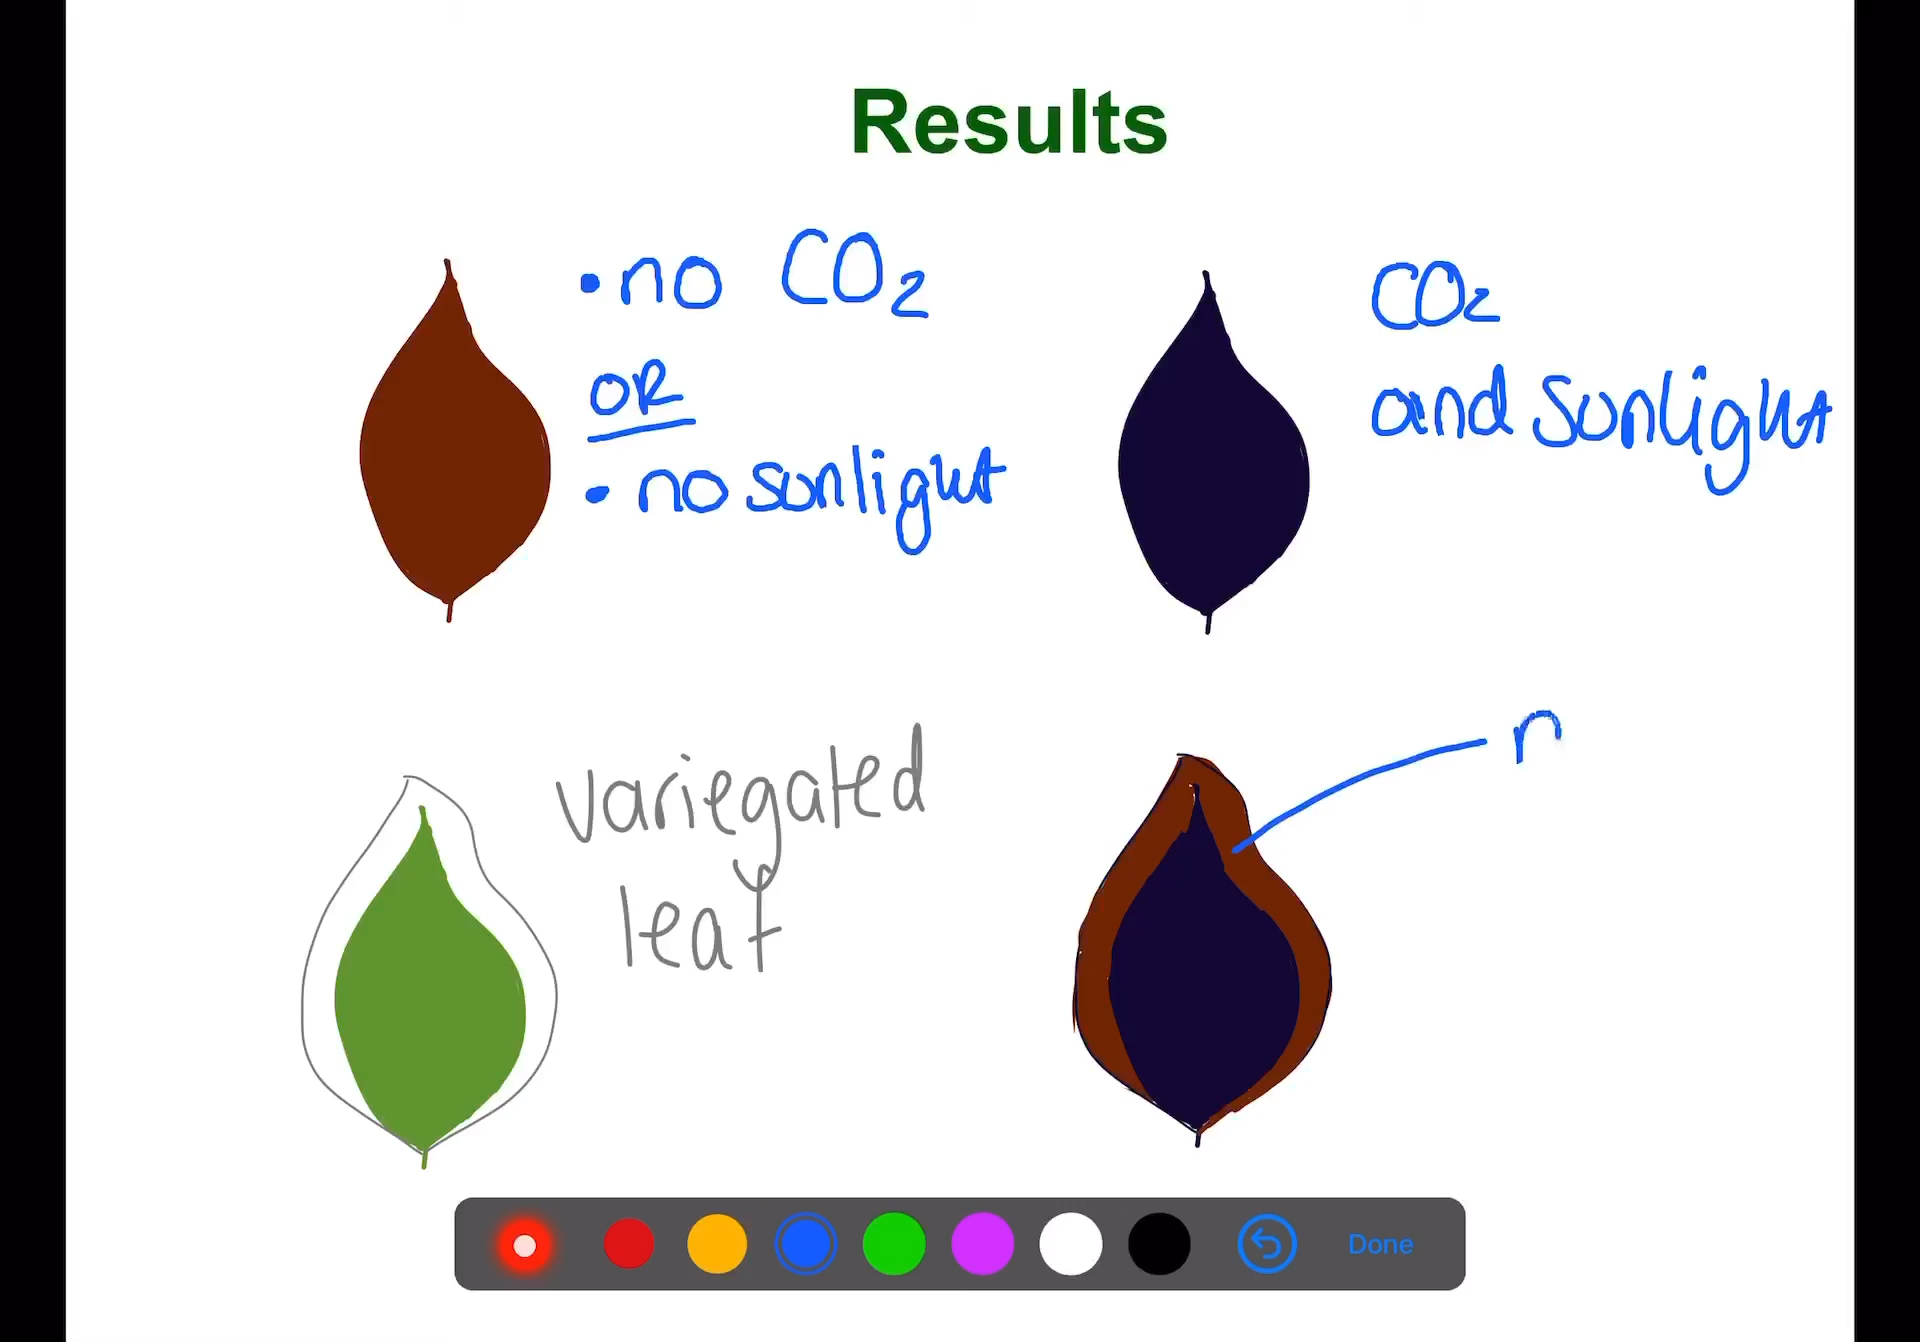 Results
• no CO₂
OR
• no sunlight
CO₂
and sunlight
variegated
leaf
n
Done